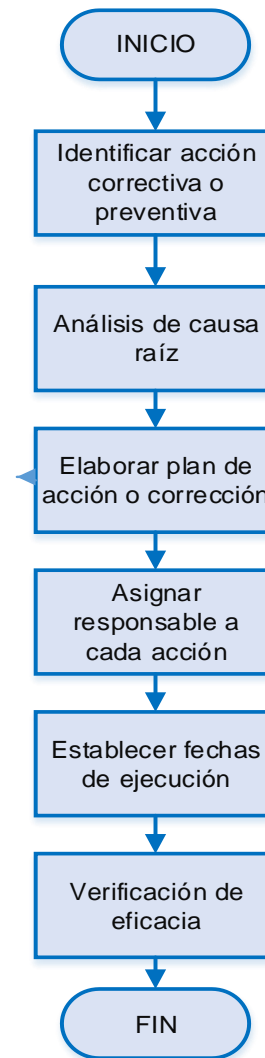 INICIO
Identificar acción
correctiva o
preventiva
Análisis de causa
raíz
Elaborar plan de
acción o corrección
Asignar
responsable a
cada acción
Establecer fechas
de ejecución
Verificación de
eficacia
FIN